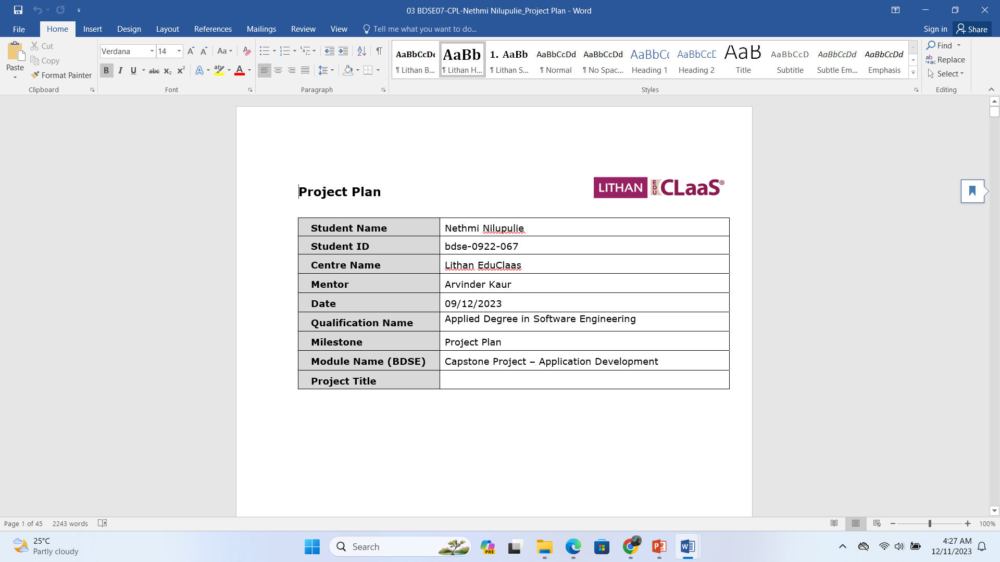 03 BDSE07-CPL-Nethmi Nilupulie_Project Plan - Word
File Home Insert Design Layout References Mailings Review View Tell me what you want to do... Sign in Share
Paste
Cut
Copy
Format Painter
Clipboard
Verdana 14
Font
Paragraph
AaBbCcDc AaBb 1. AaBb AaBbCcDd AaBbCcDd AaBbCc AaBbCcD AaB AaBbCcD AaBbCcDd AaBbCcDd
¶ Lithan B... ¶ Lithan H... ¶ Lithan S... ¶ Normal ¶ No Spac... Heading 1 Heading 2 Title Subtitle Subtle Em... Emphasis
Styles
Find
Replace
Select
Editing
Project Plan
LITHAN EDU CLaaS®
Student Name Nethmi Nilupulie
Student ID bdse-0922-067
Centre Name Lithan EduClaas
Mentor Arvinder Kaur
Date 09/12/2023
Qualification Name Applied Degree in Software Engineering
Milestone Project Plan
Module Name (BDSE) Capstone Project – Application Development
Project Title
Page 1 of 45 2243 words 100%
25°C
Partly cloudy
Search
PRE
4:27 AM
12/11/2023